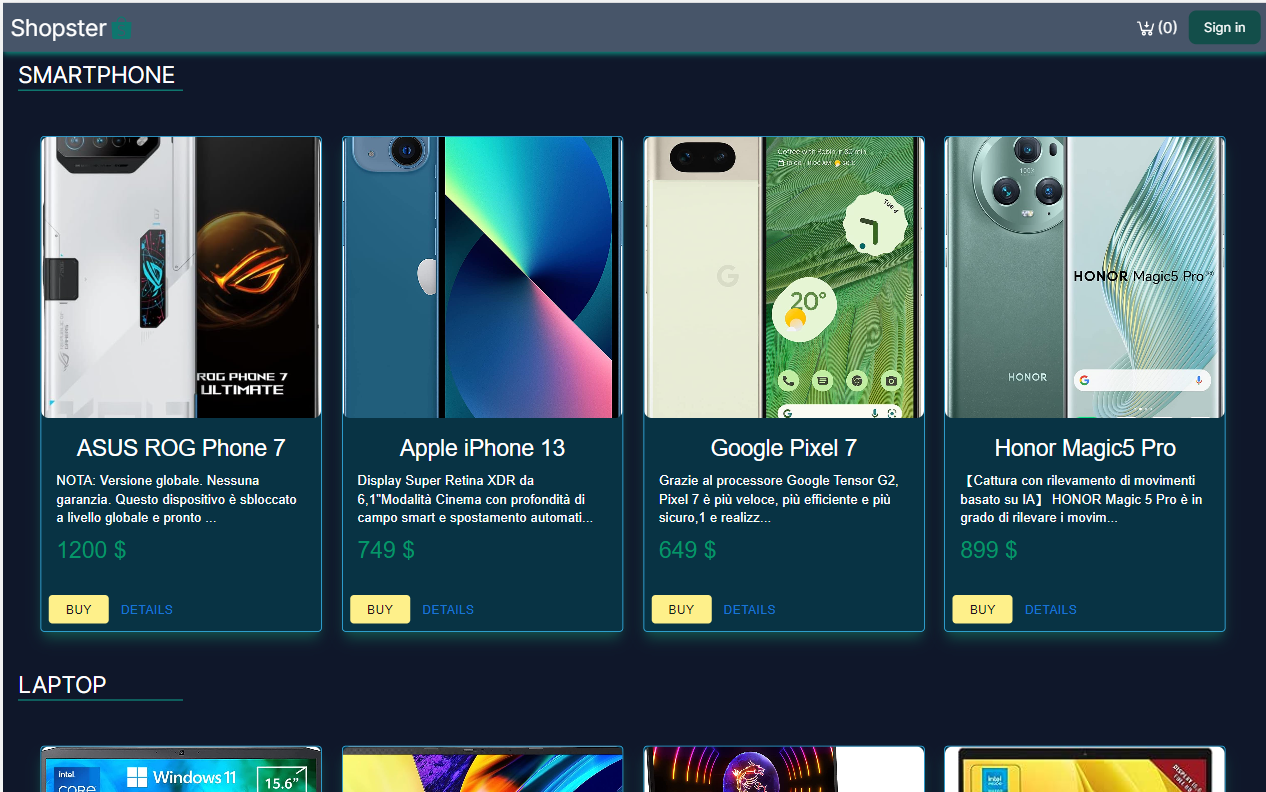 Shopster
(0)
Sign in
SMARTPHONE
ROG PHONE 7
ULTIMATE
TUE 4
20°
100X
HONOR Magic5 Pro
HONOR
ASUS ROG Phone 7
NOTA: Versione globale. Nessuna
garanzia. Questo dispositivo è sbloccato
a livello globale e pronto ...
1200 $
BUY
DETAILS
Apple iPhone 13
Display Super Retina XDR da
6,1"Modalità Cinema con profondità di
campo smart e spostamento automati...
749 $
BUY
DETAILS
Google Pixel 7
Grazie al processore Google Tensor G2,
Pixel 7 è più veloce, più efficiente e più
sicuro,1 e realizz...
649 $
BUY
DETAILS
Honor Magic5 Pro
【Cattura con rilevamento di movimenti
basato su IA】 HONOR Magic 5 Pro è in
grado di rilevare i movim...
899 $
BUY
DETAILS
LAPTOP
intel
CORE
Windows 11
15.6”
intel